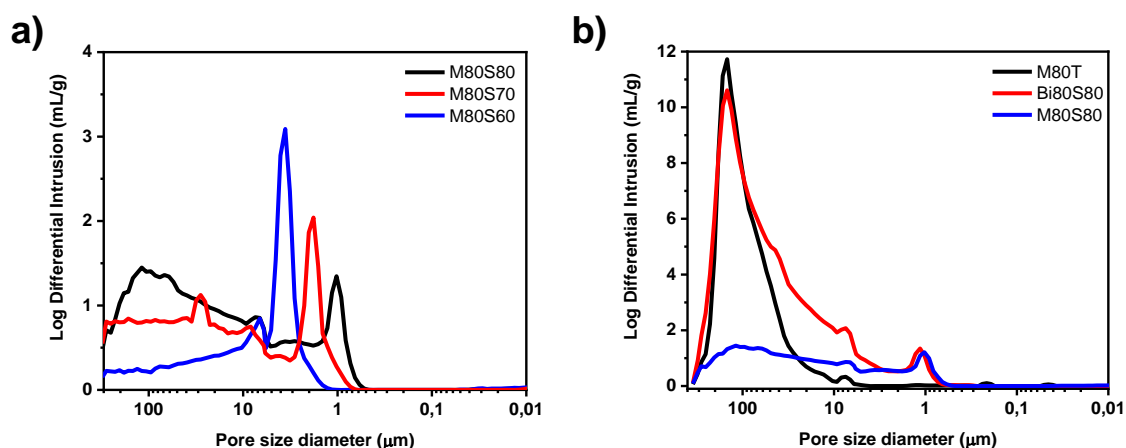 a)
4
3
2
1
0
100
10
1
0,1
0,01
Log Differential Intrusion (mL/g)
Pore size diameter (μm)
M80S80
M80S70
M80S60
b)
12
10
8
6
4
2
0
100
10
1
0,1
0,01
Log Differential Intrusion (mL/g)
Pore size diameter (μm)
M80T
Bi80S80
M80S80